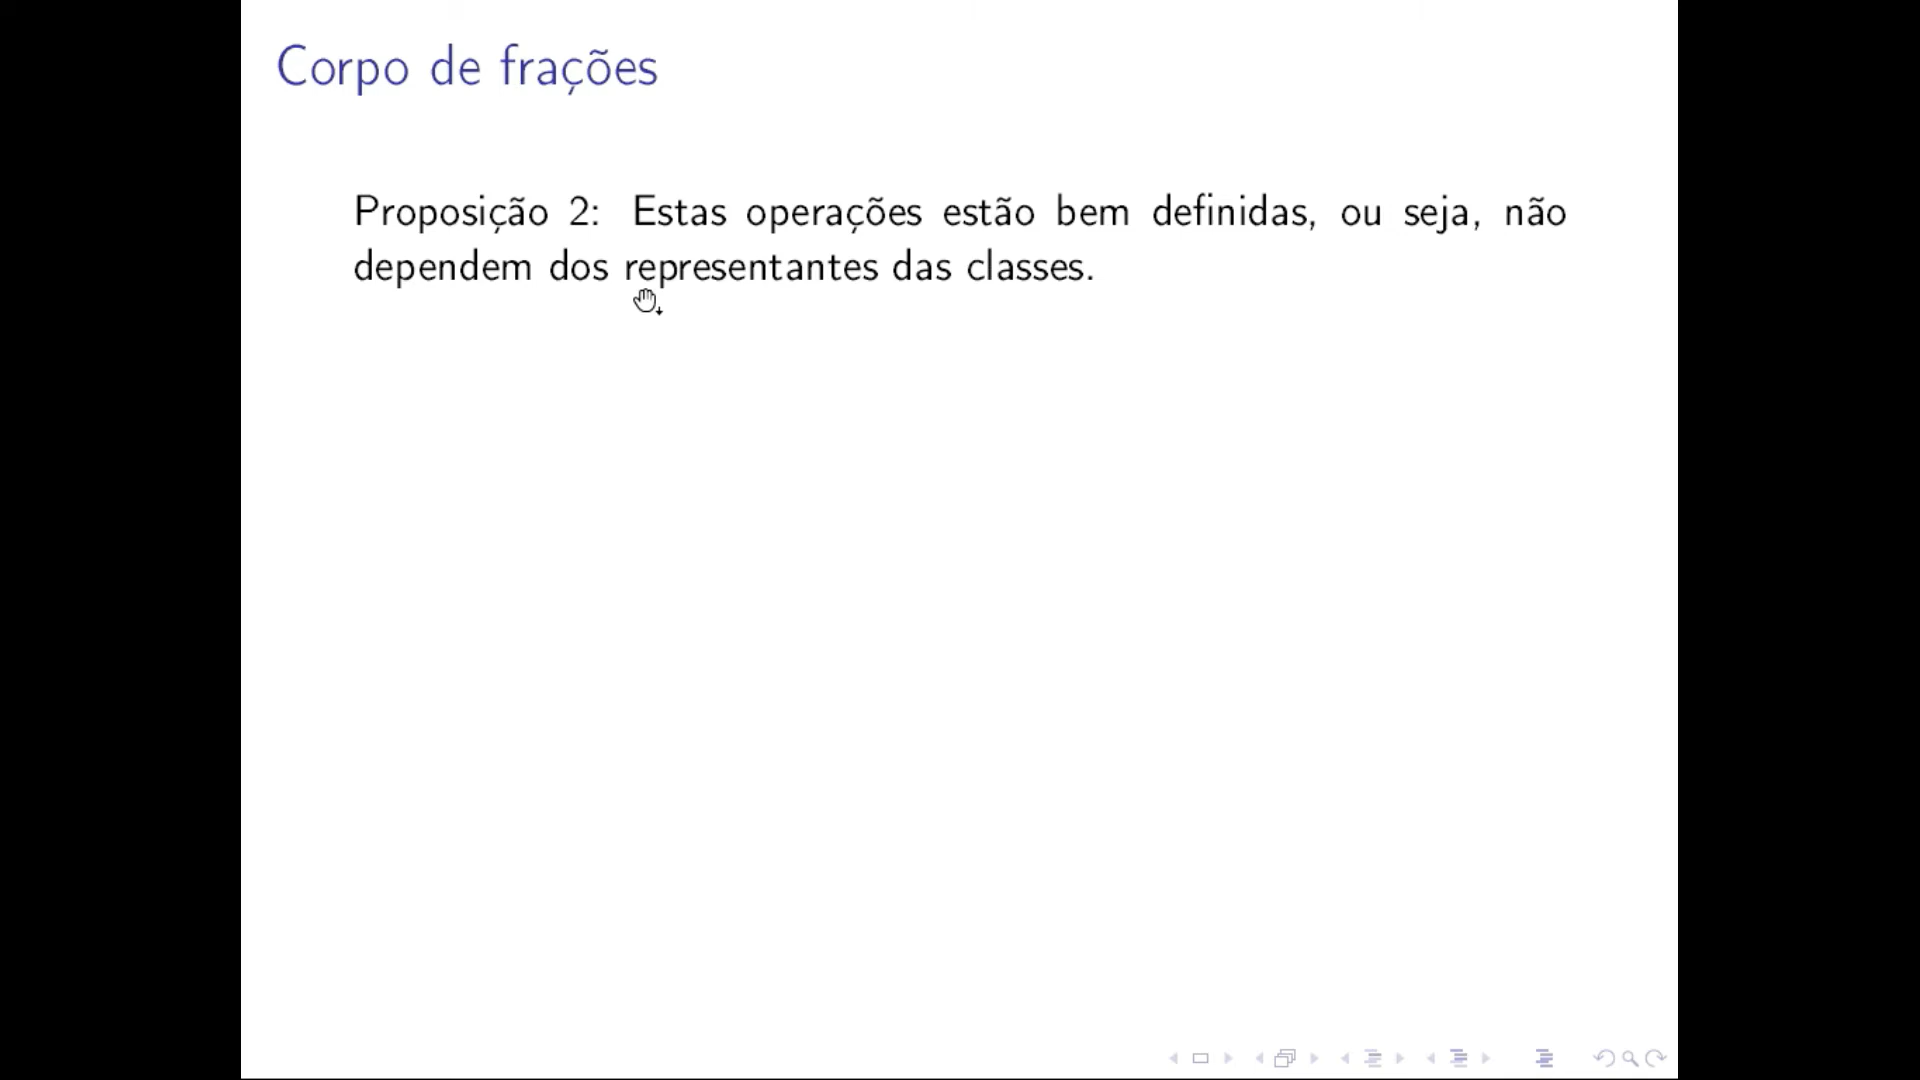 Corpo de frações
Proposição 2: Estas operações estão bem definidas, ou seja, não
dependem dos representantes das classes.